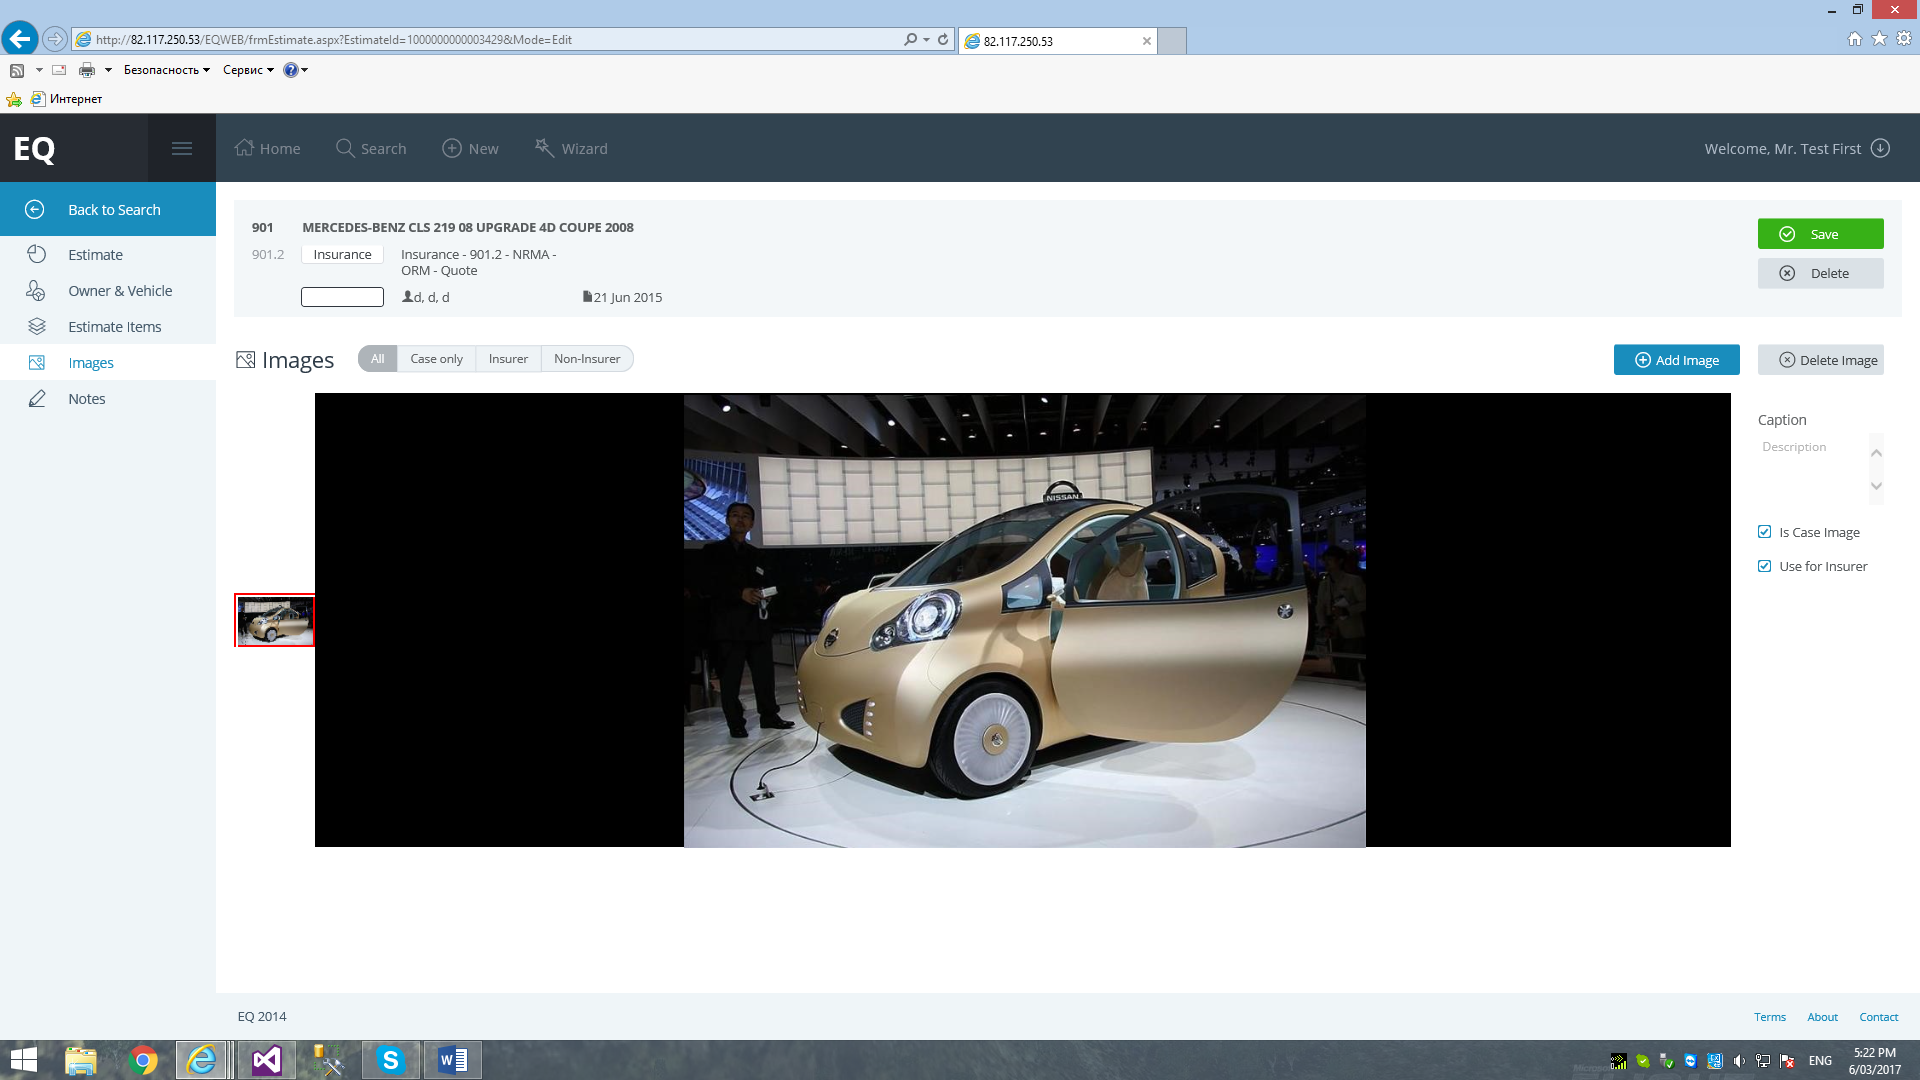 http://82.117.250.53/EQWEB/frmEstimate.aspx?EstimateId=1000000000003429&Mode=Edit
82.117.250.53
Безопасность
Сервис
Интернет
EQ
Home
Search
New
Wizard
Welcome, Mr. Test First
Back to Search
Estimate
Owner & Vehicle
Estimate Items
Images
Notes
901 MERCEDES-BENZ CLS 219 08 UPGRADE 4D COUPE 2008
901.2 Insurance Insurance - 901.2 - NRMA -
ORM - Quote
d, d, d 21 Jun 2015
Save
Delete
Images
All
Case only
Insurer
Non-Insurer
Add Image
Delete Image
NISSAN
Caption
Description
Is Case Image
Use for Insurer
EQ 2014
Terms
About
Contact
ENG
5:22 PM
6/03/2017